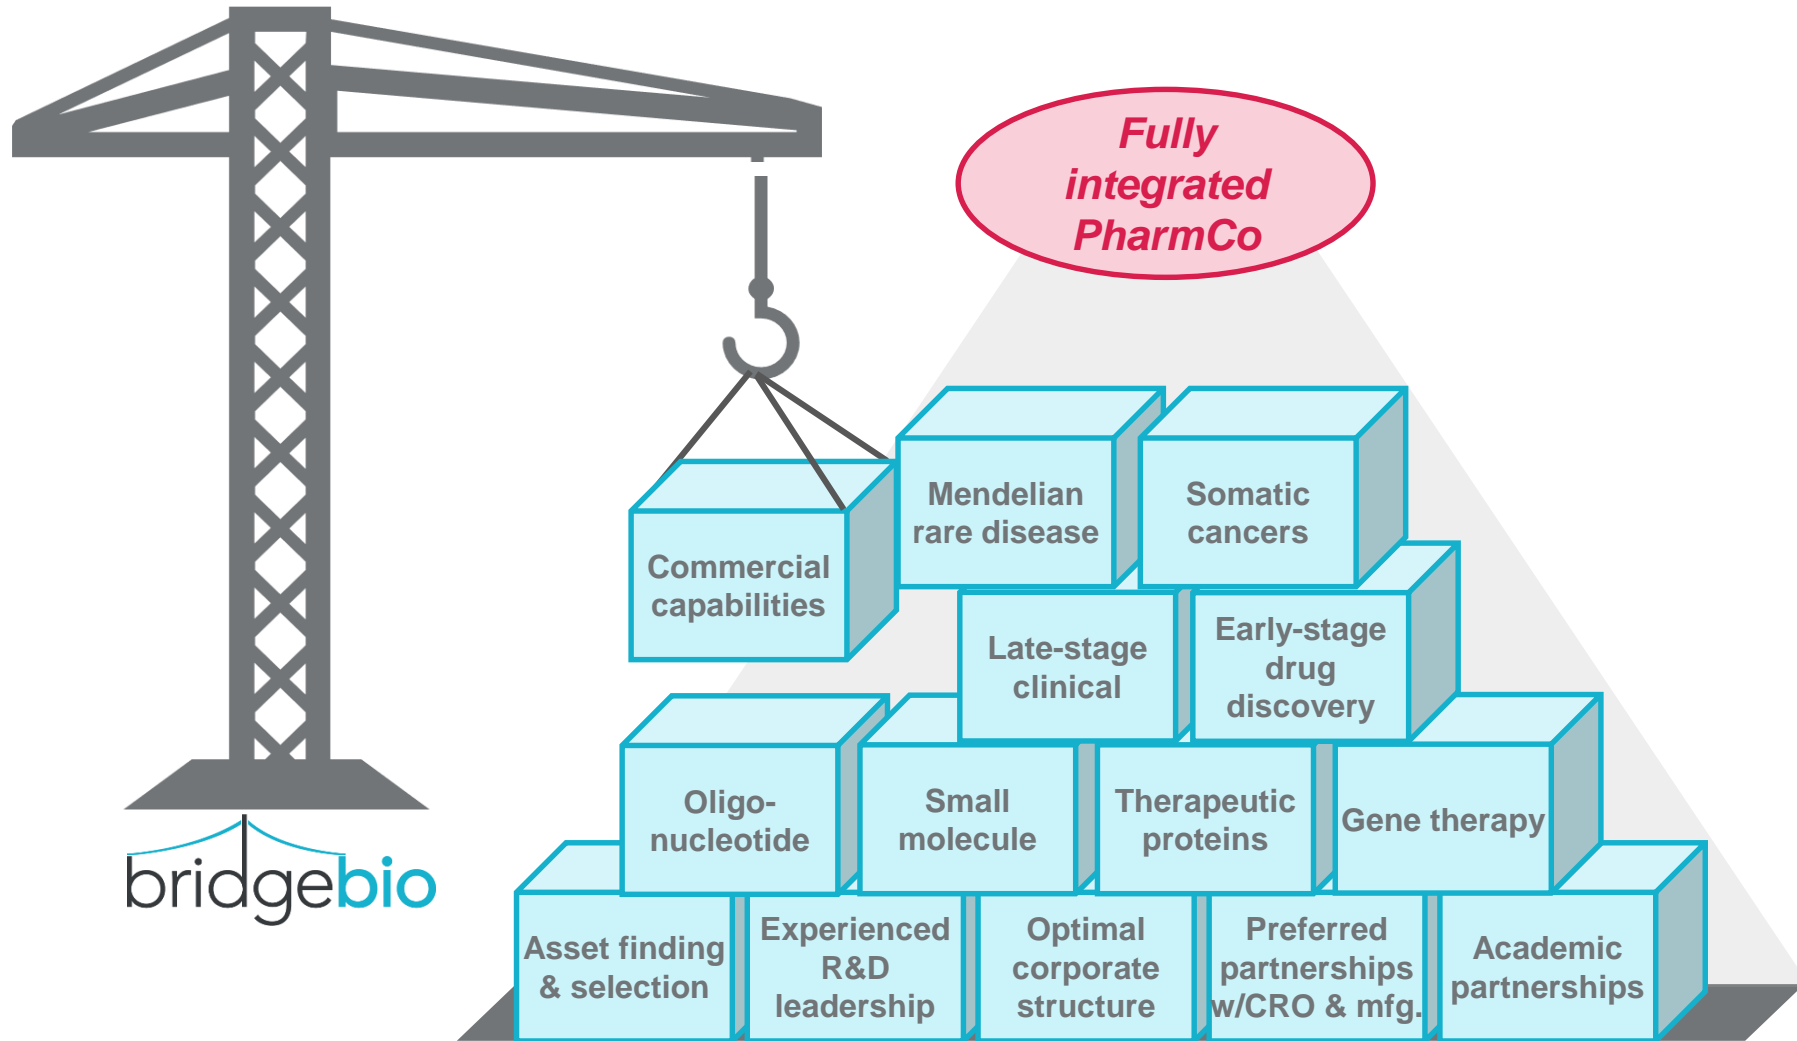 Fully
integrated
PharmCo
Mendelian
rare disease
Somatic
cancers
Commercial
capabilities
Late-stage
clinical
Early-stage
drug
discovery
Oligo-
nucleotide
Small
molecule
Therapeutic
proteins
Gene therapy
bridgebio
Asset finding
& selection
Experienced
R&D
leadership
Optimal
corporate
structure
Preferred
partnerships
w/CRO & mfg.
Academic
partnerships